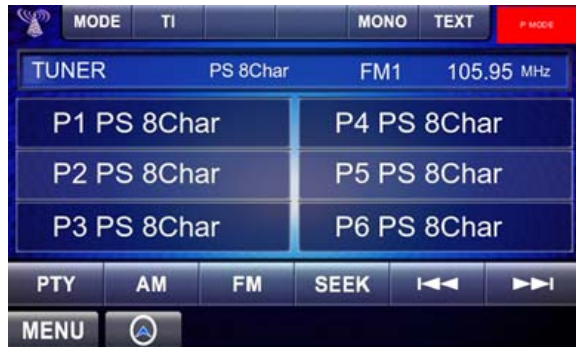 MODE TI MONO TEXT P MODE
TUNER PS 8Char FM1 105.95 MHz
P1 PS 8Char P4 PS 8Char
P2 PS 8Char P5 PS 8Char
P3 PS 8Char P6 PS 8Char
PTY AM FM SEEK
MENU